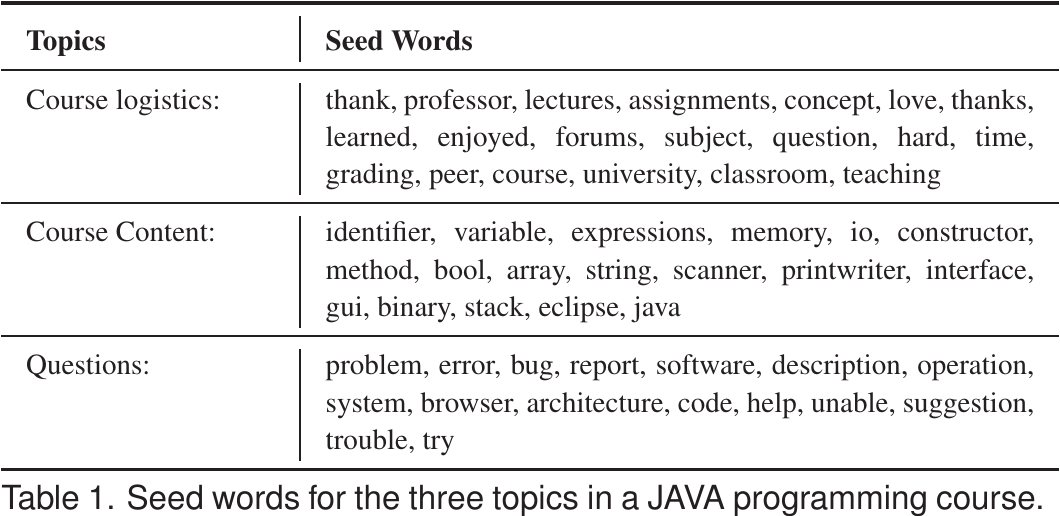 Topics Seed Words
Course logistics: thank, professor, lectures, assignments, concept, love, thanks,
learned, enjoyed, forums, subject, question, hard, time,
grading, peer, course, university, classroom, teaching
Course Content: identifier, variable, expressions, memory, io, constructor,
method, bool, array, string, scanner, printwriter, interface,
gui, binary, stack, eclipse, java
Questions: problem, error, bug, report, software, description, operation,
system, browser, architecture, code, help, unable, suggestion,
trouble, try
Table 1. Seed words for the three topics in a JAVA programming course.